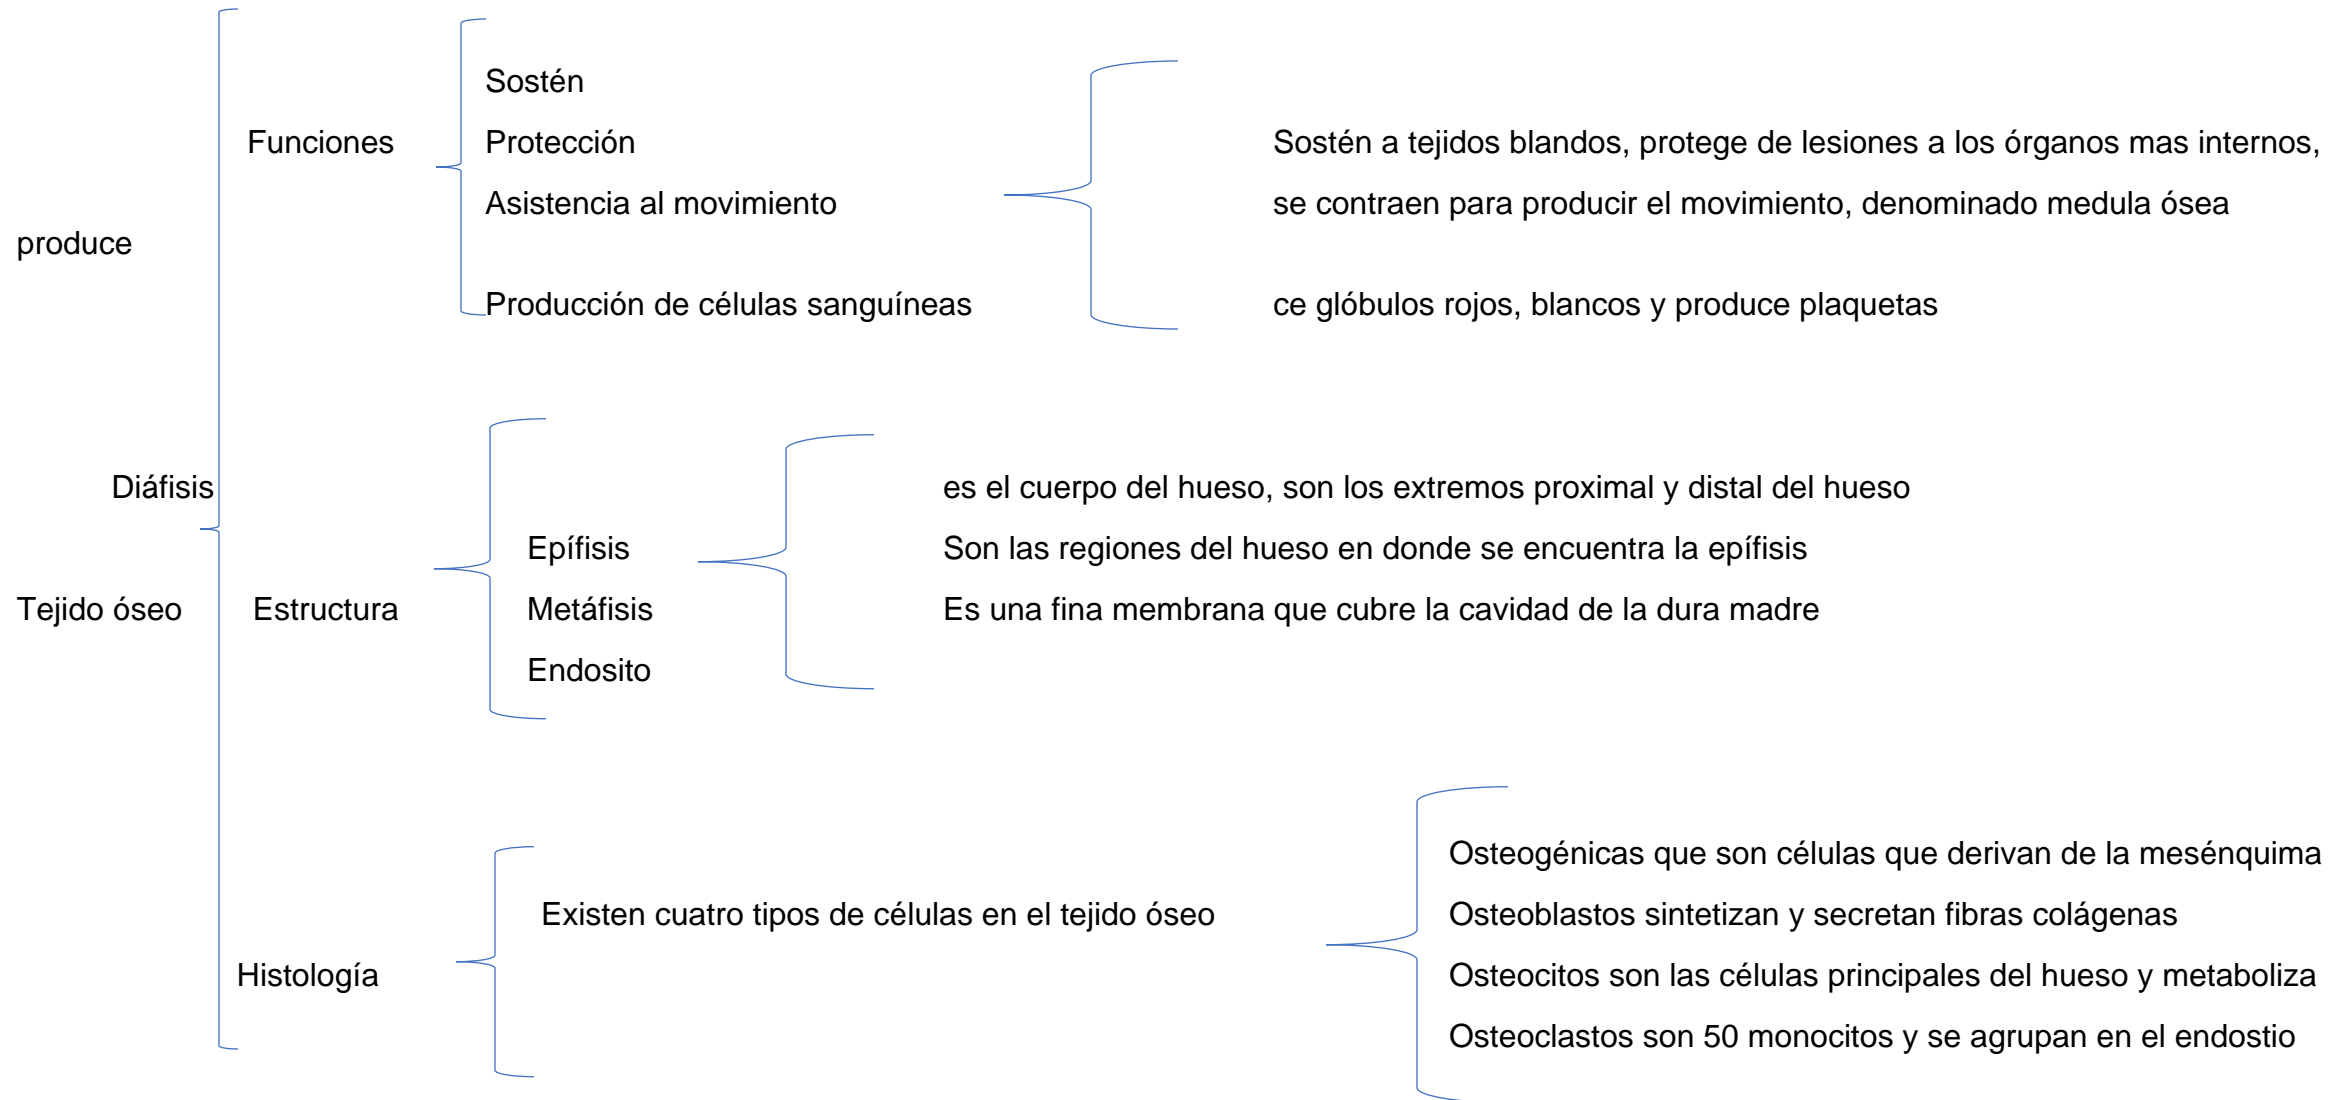 Sostén
Funciones Protección Sostén a tejidos blandos, protege de lesiones a los órganos mas internos,
Asistencia al movimiento se contraen para producir el movimiento, denominado medula ósea
produce
Producción de células sanguíneas ce glóbulos rojos, blancos y produce plaquetas
Diáfisis es el cuerpo del hueso, son los extremos proximal y distal del hueso
Epífisis Son las regiones del hueso en donde se encuentra la epífisis
Tejido óseo Estructura Metáfisis Es una fina membrana que cubre la cavidad de la dura madre
Endosito
Osteogénicas que son células que derivan de la mesénquima
Existen cuatro tipos de células en el tejido óseo Osteoblastos sintetizan y secretan fibras colágenas
Histología Osteocitos son las células principales del hueso y metaboliza
Osteoclastos son 50 monocitos y se agrupan en el endostio